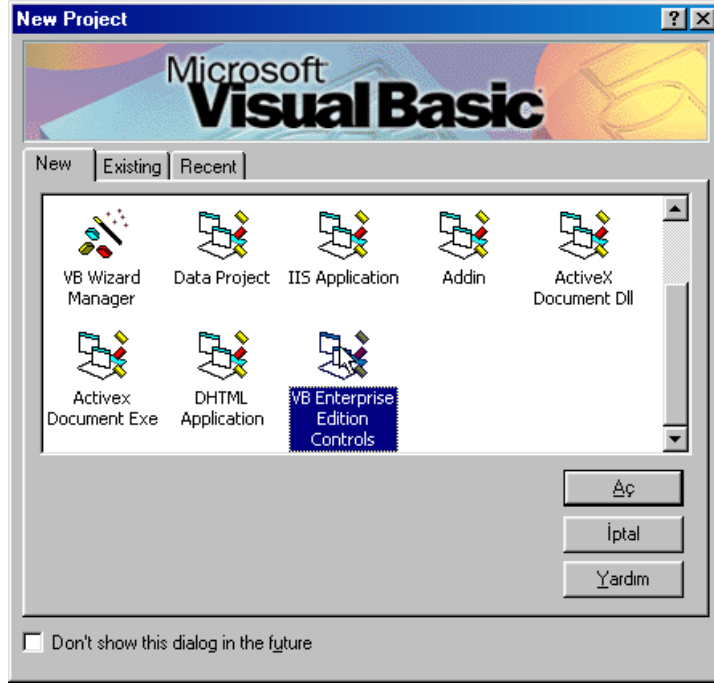 New Project
Microsoft
Visual Basic
New Existing Recent
VB Wizard Manager
Data Project
IIS Application
Addin
ActiveX Document Dll
Activex Document Exe
DHTML Application
VB Enterprise Edition Controls
Aç
İptal
Yardım
Don't show this dialog in the future